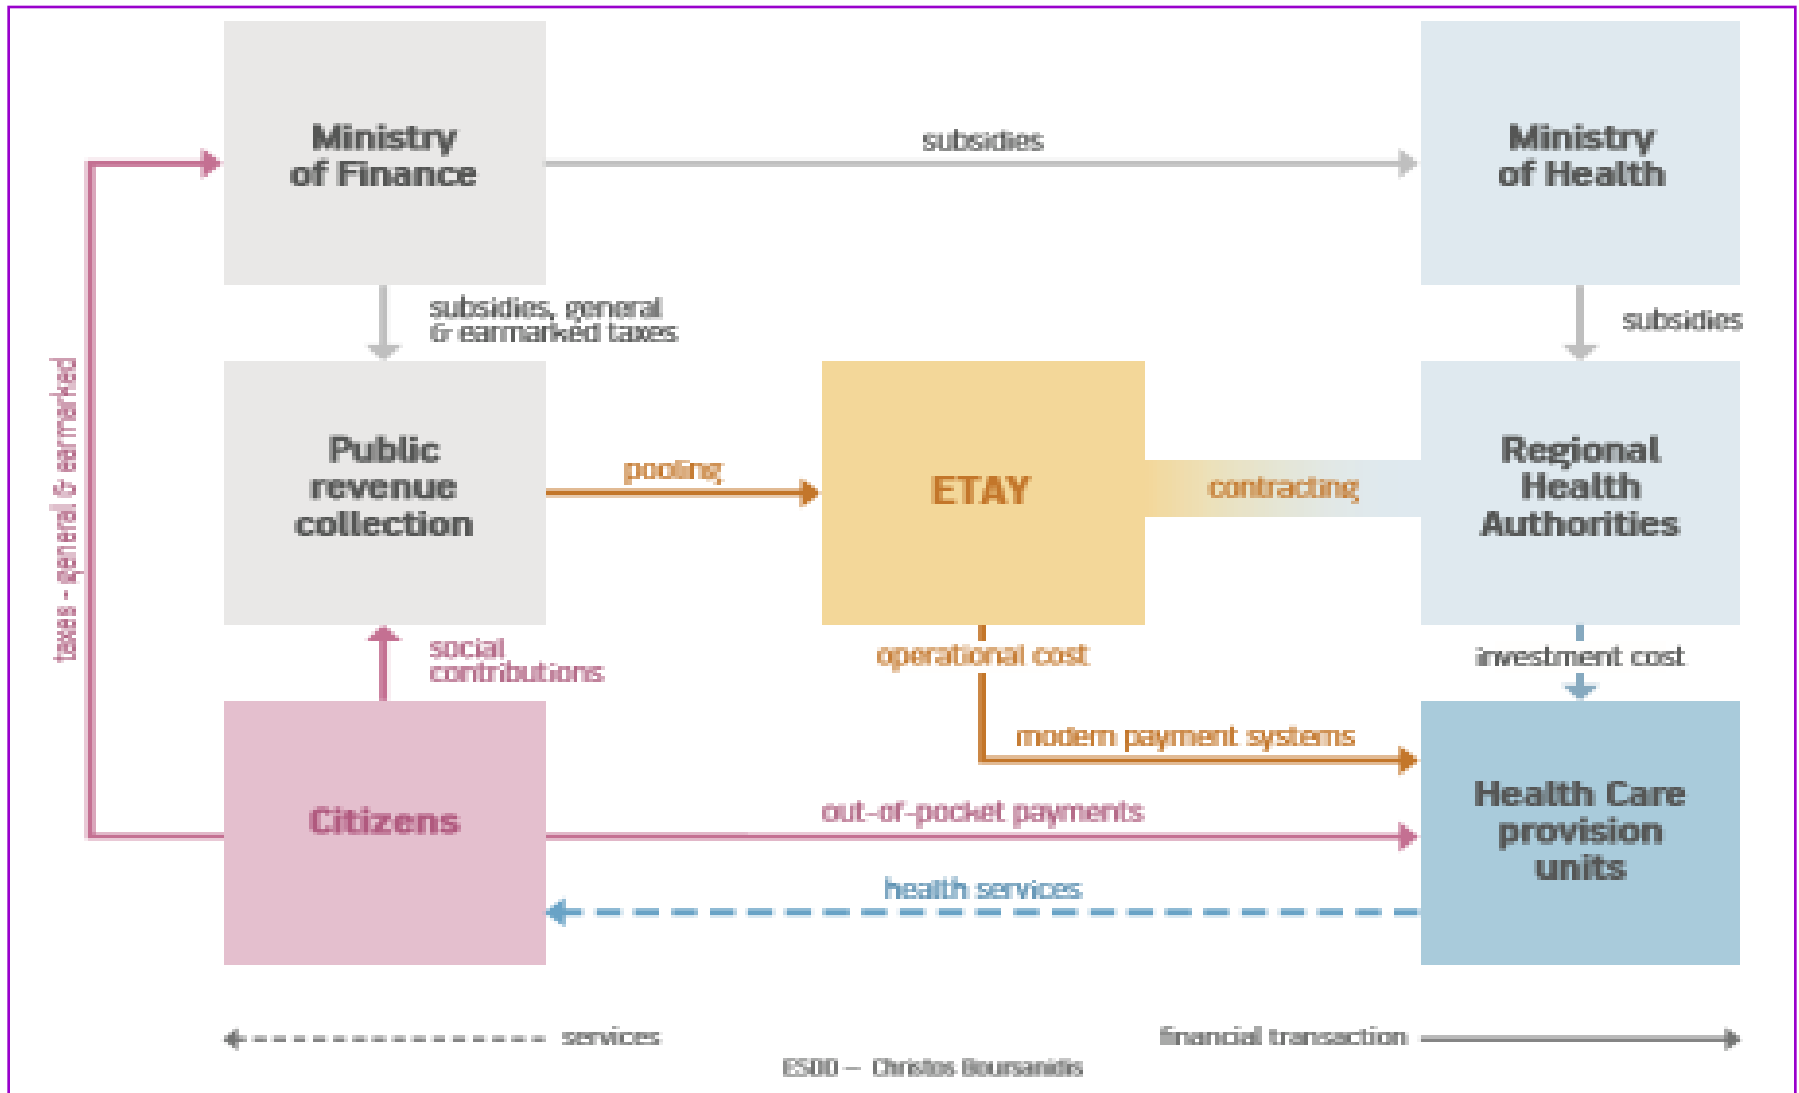 Ministry
of Finance
subsidies
Ministry
of Health
subsidies, general
& earmarked taxes
subsidies
taxes - general & earmarked
Public
revenue
collection
pooling
ETAY
contracting
Regional
Health
Authorities
social
contributions
operational cost
investment cost
modern payment systems
Citizens
out-of-pocket payments
Health Care
provision
units
health services
services
financial transaction
ESDD – Christos Boursanidis